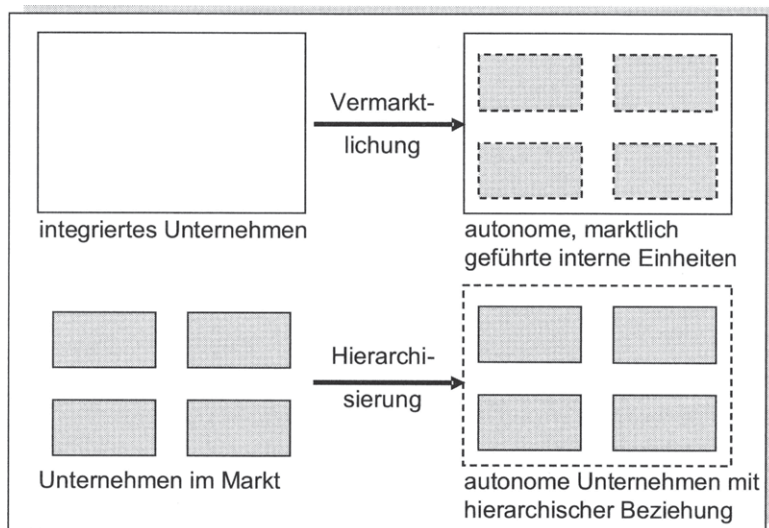 Vermarkt-
lichung
integriertes Unternehmen
autonome, marktlich
geführte interne Einheiten
Hierarchi-
sierung
Unternehmen im Markt
autonome Unternehmen mit
hierarchischer Beziehung